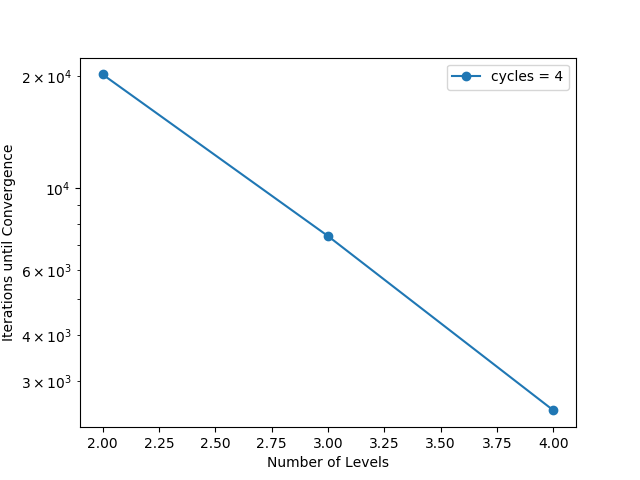 cycles = 4
Iterations until Convergence
2 × 10⁴
10⁴
6 × 10³
4 × 10³
3 × 10³
2.00 2.25 2.50 2.75 3.00 3.25 3.50 3.75 4.00
Number of Levels